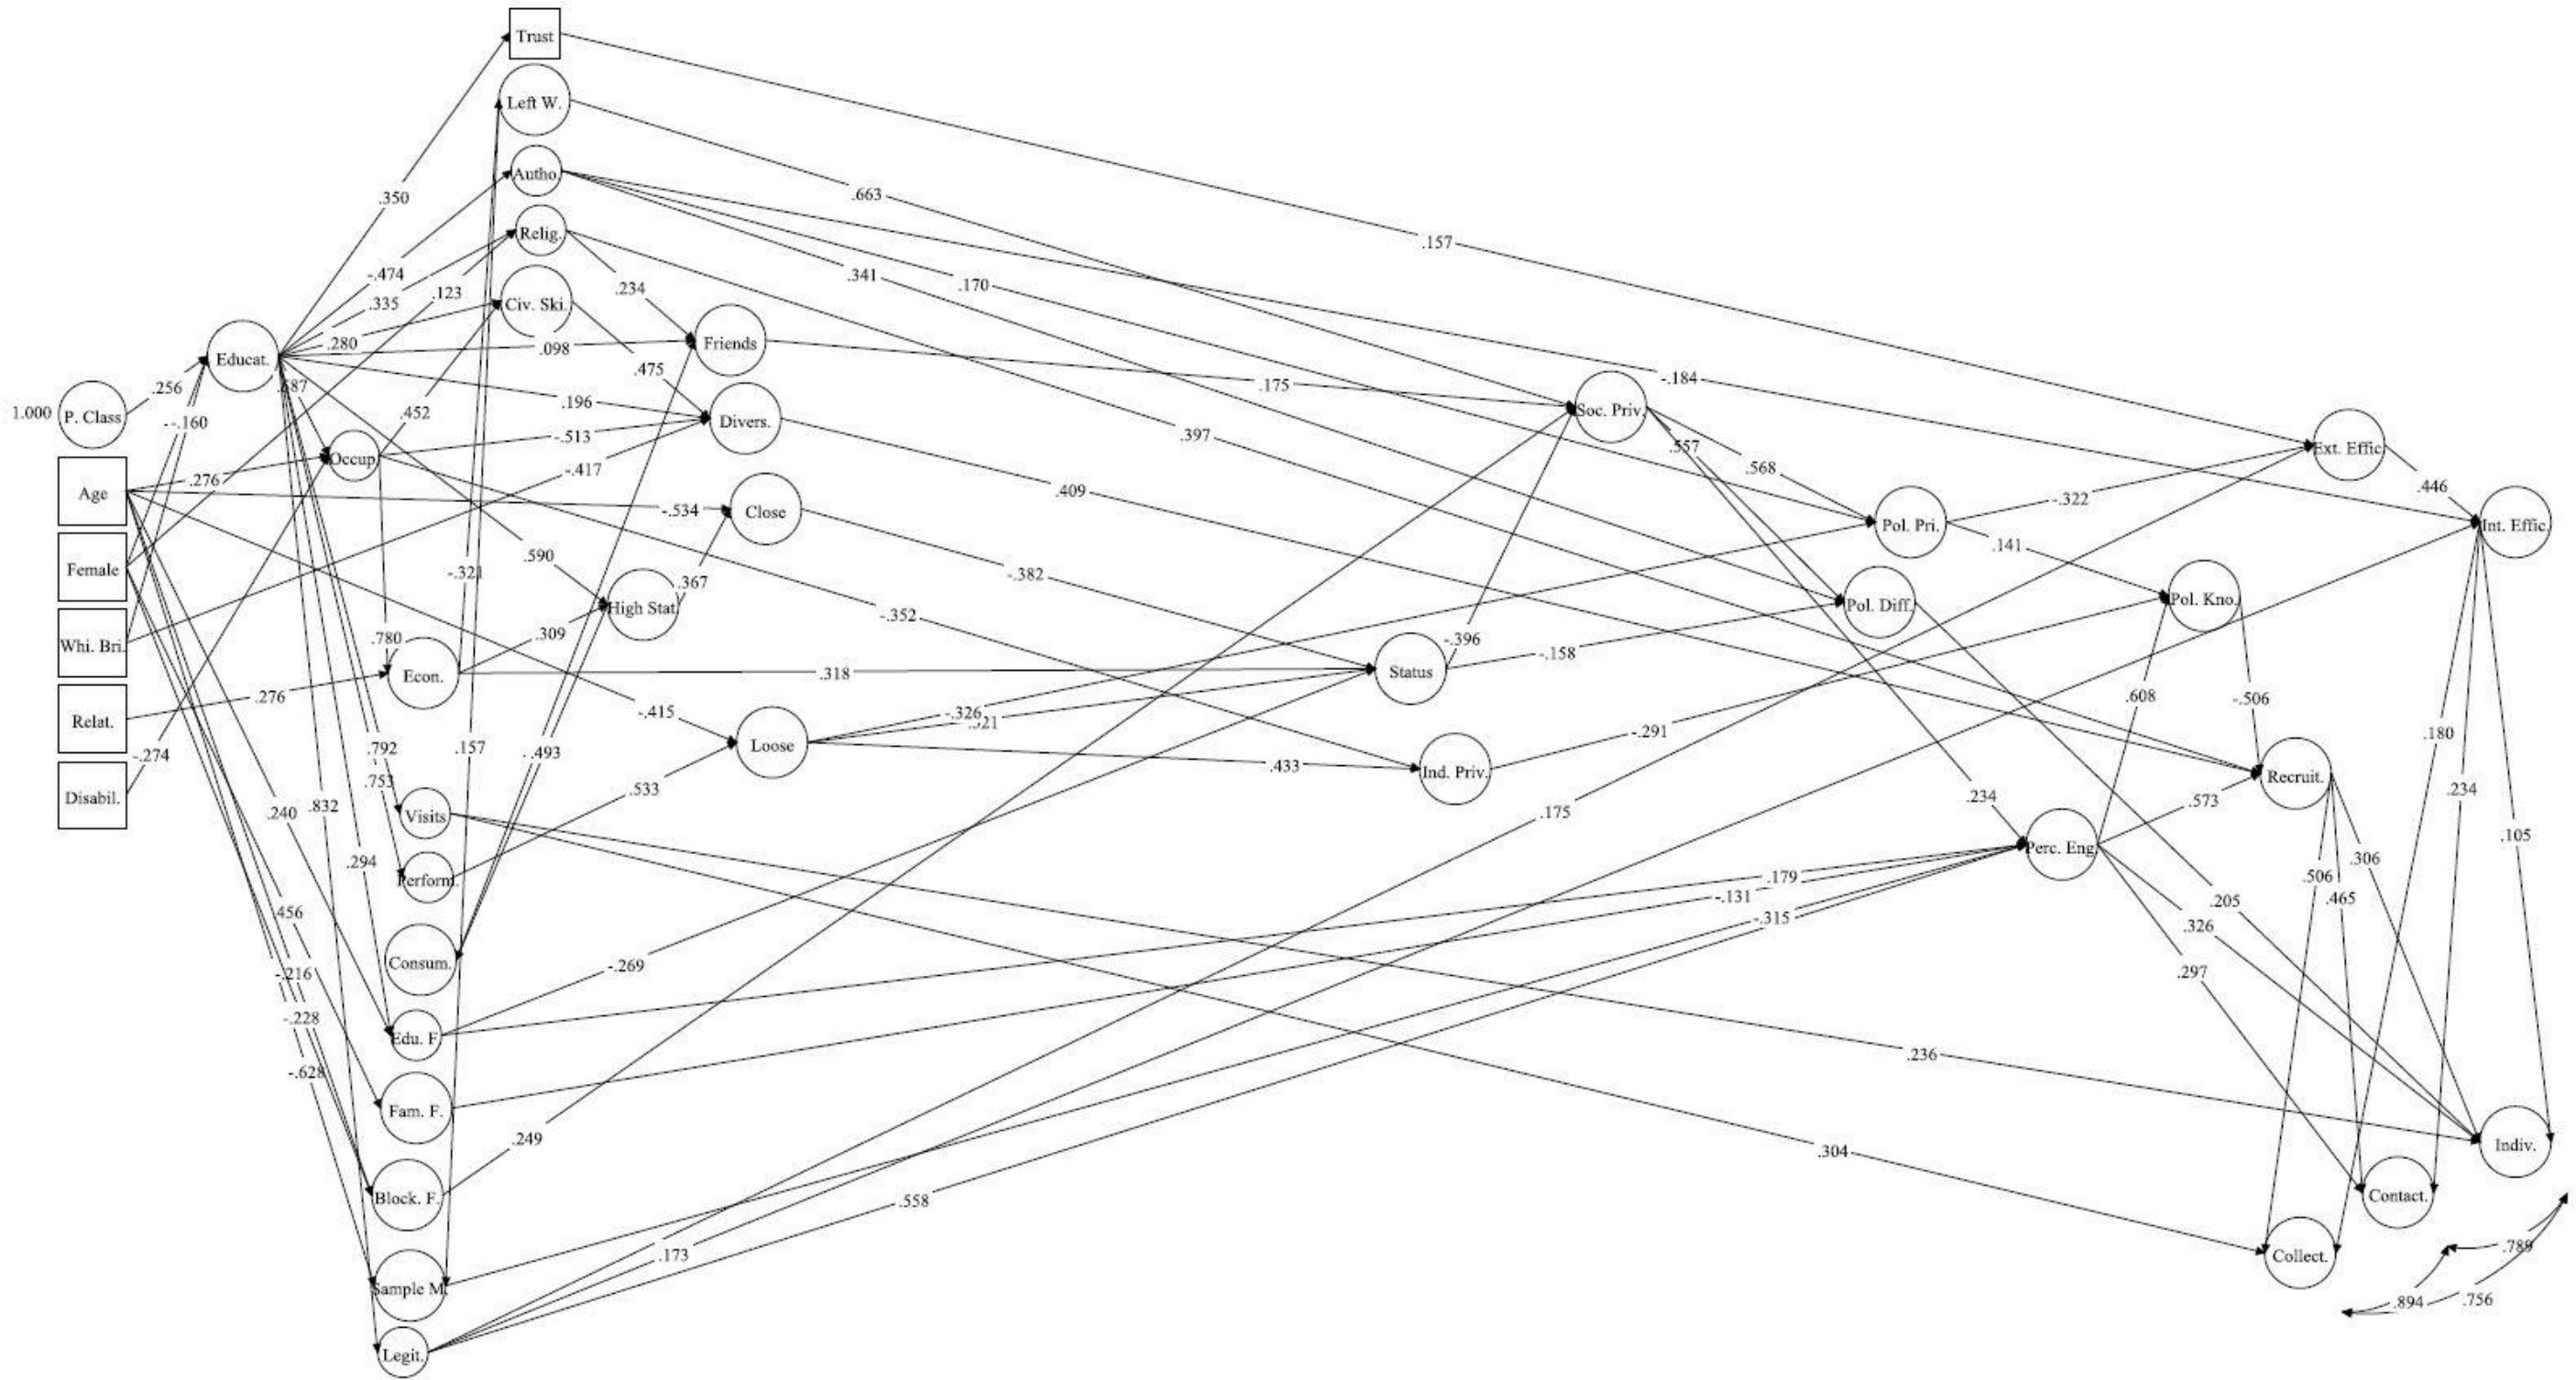 Trust
Left W.
Autho.
.350
.663
Relig.
.157
-.474
.341
.170
.234
.335
.123
Civ. Ski.
.280
.098
Friends
Educat.
.475
.175
-.184
.256
.196
Soc. Priv.
1.000
P. Class
.452
Divers.
-.160
-.513
.397
.557
Ext. Effic.
Occup.
-.417
.568
.276
.446
Age
-.534
Close
.409
-.322
Pol. Pri.
Int. Effic.
.590
.141
Female
-.321
.367
-.382
High Stat.
Pol. Kno.
Pol. Diff.
-.352
.309
.780
-.396
Whi. Bri.
-.158
Econ.
.318
Status
.276
.608
-.506
-.415
-.326
Relat.
.321
-.291
.180
.792
.157
.493
Loose
.433
Ind. Priv.
Recruit.
-.274
.753
.533
Disabil.
.234
.573
.234
.240
.832
Visits
.175
.105
.294
Perc. Eng.
.306
Perform.
.179
.506
-.131
.465
.205
.456
-.315
.326
Consum.
-.269
-.216
.297
-.228
Edu. F.
.236
-.628
Fam. F.
.249
.304
Indiv.
Block. F.
Contact.
.558
.173
Collect.
.789
Sample M.
.894
.756
Legit.